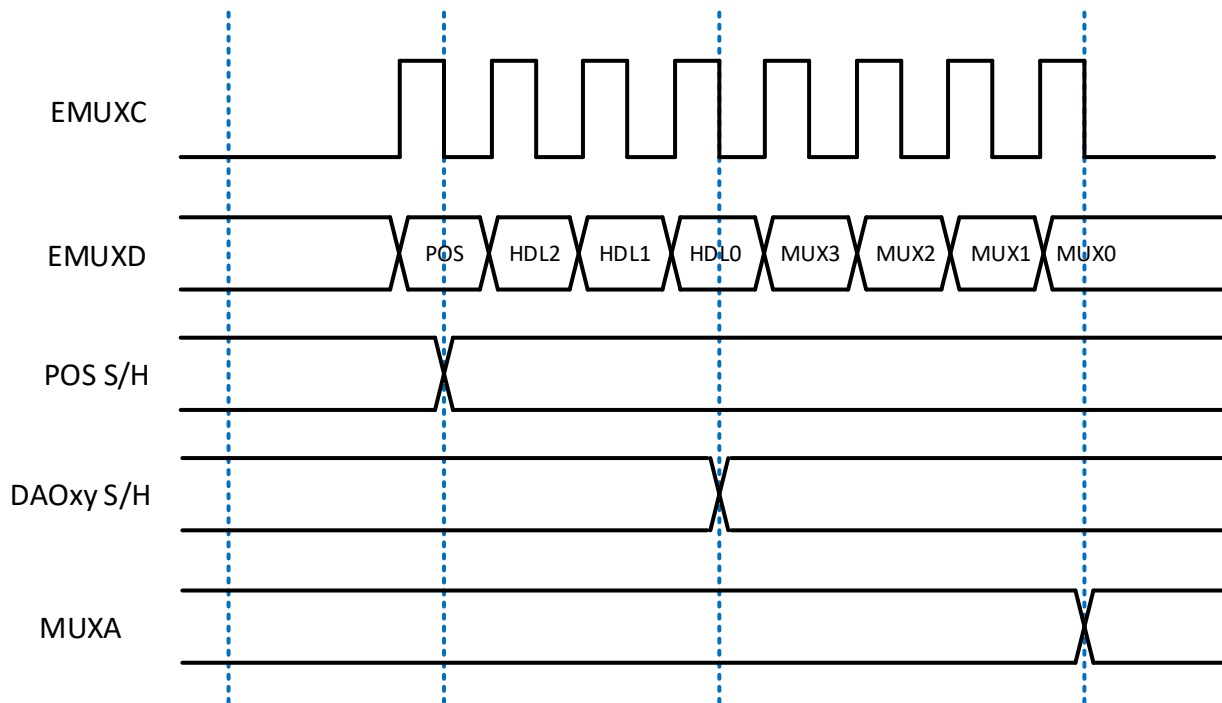 EMUXC
EMUXD
POS HDL2 HDL1 HDL0 MUX3 MUX2 MUX1 MUX0
POS S/H
DAOxy S/H
MUXA